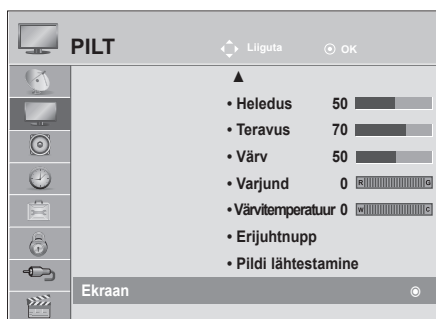 PILT Liiguta OK
• Heledus 50
• Teravus 70
• Värv 50
• Varjund 0 R G
• Värvitemperatuur 0 W C
• Erijuhtnupp
• Pildi lähtestamine
Ekraan